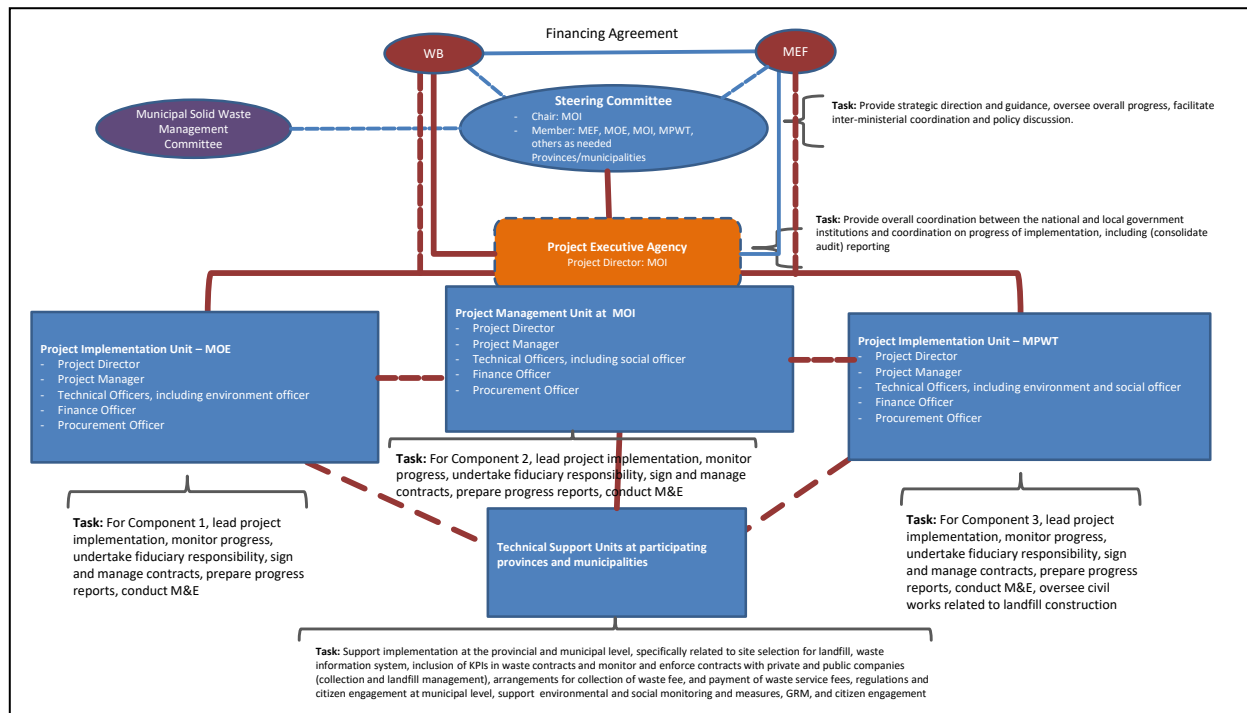 Financing Agreement
WB
MEF
Steering Committee
- Chair: MOI
- Member: MEF, MOE, MOI, MPWT,
others as needed
Provinces/municipalities
Municipal Solid Waste
Management
Committee
Task: Provide strategic direction and guidance, oversee overall progress, facilitate
inter-ministerial coordination and policy discussion.
Project Executive Agency
Project Director: MOI
Task: Provide overall coordination between the national and local government
institutions and coordination on progress of implementation, including (consolidate
audit) reporting
Project Implementation Unit – MOE
- Project Director
- Project Manager
- Technical Officers, including environment officer
- Finance Officer
- Procurement Officer
Project Management Unit at MOI
- Project Director
- Project Manager
- Technical Officers, including social officer
- Finance Officer
- Procurement Officer
Project Implementation Unit – MPWT
- Project Director
- Project Manager
- Technical Officers, including environment and social officer
- Finance Officer
- Procurement Officer
Task: For Component 1, lead project
implementation, monitor progress,
undertake fiduciary responsibility, sign
and manage contracts, prepare progress
reports, conduct M&E
Task: For Component 2, lead project implementation, monitor
progress, undertake fiduciary responsibility, sign and manage
contracts, prepare progress reports, conduct M&E
Task: For Component 3, lead project
implementation, monitor progress,
undertake fiduciary responsibility, sign
and manage contracts, prepare progress
reports, conduct M&E, oversee civil
works related to landfill construction
Technical Support Units at participating
provinces and municipalities
Task: Support implementation at the provincial and municipal level, specifically related to site selection for landfill, waste
information system, inclusion of KPIs in waste contracts and monitor and enforce contracts with private and public companies
(collection and landfill management), arrangements for collection of waste fee, and payment of waste service fees, regulations and
citizen engagement at municipal level, support environmental and social monitoring and measures, GRM, and citizen engagement